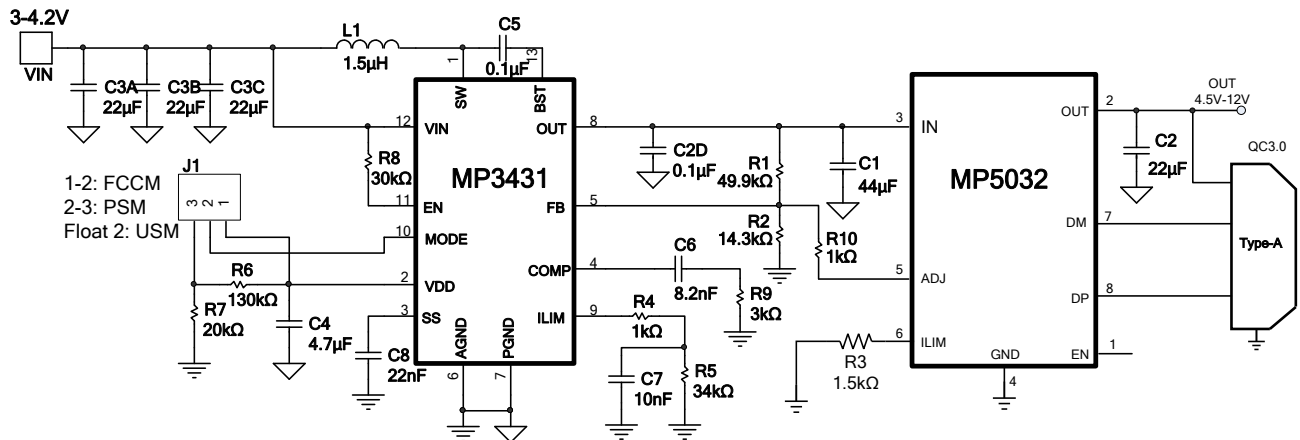 3-4.2V
VIN
C3A
22µF
C3B
22µF
C3C
22µF
L1
1.5µH
C5
0.1µF
1
13
SW
BST
12
VIN
OUT
8
MP3431
R8
30kΩ
11
EN
FB
5
10
MODE
COMP
4
2
VDD
3
SS
ILIM
9
AGND
PGND
6
7
J1
1-2: FCCM
2-3: PSM
Float 2: USM
3
2
1
R6
130kΩ
R7
20kΩ
C4
4.7µF
C8
22nF
C2D
0.1µF
R1
49.9kΩ
C1
44µF
R2
14.3kΩ
R10
1kΩ
C6
8.2nF
R9
3kΩ
R4
1kΩ
C7
10nF
R5
34kΩ
R3
1.5kΩ
3
IN
OUT
2
MP5032
DM
7
5
ADJ
DP
8
6
ILIM
GND
4
EN
1
OUT
4.5V-12V
C2
22µF
QC3.0
Type-A